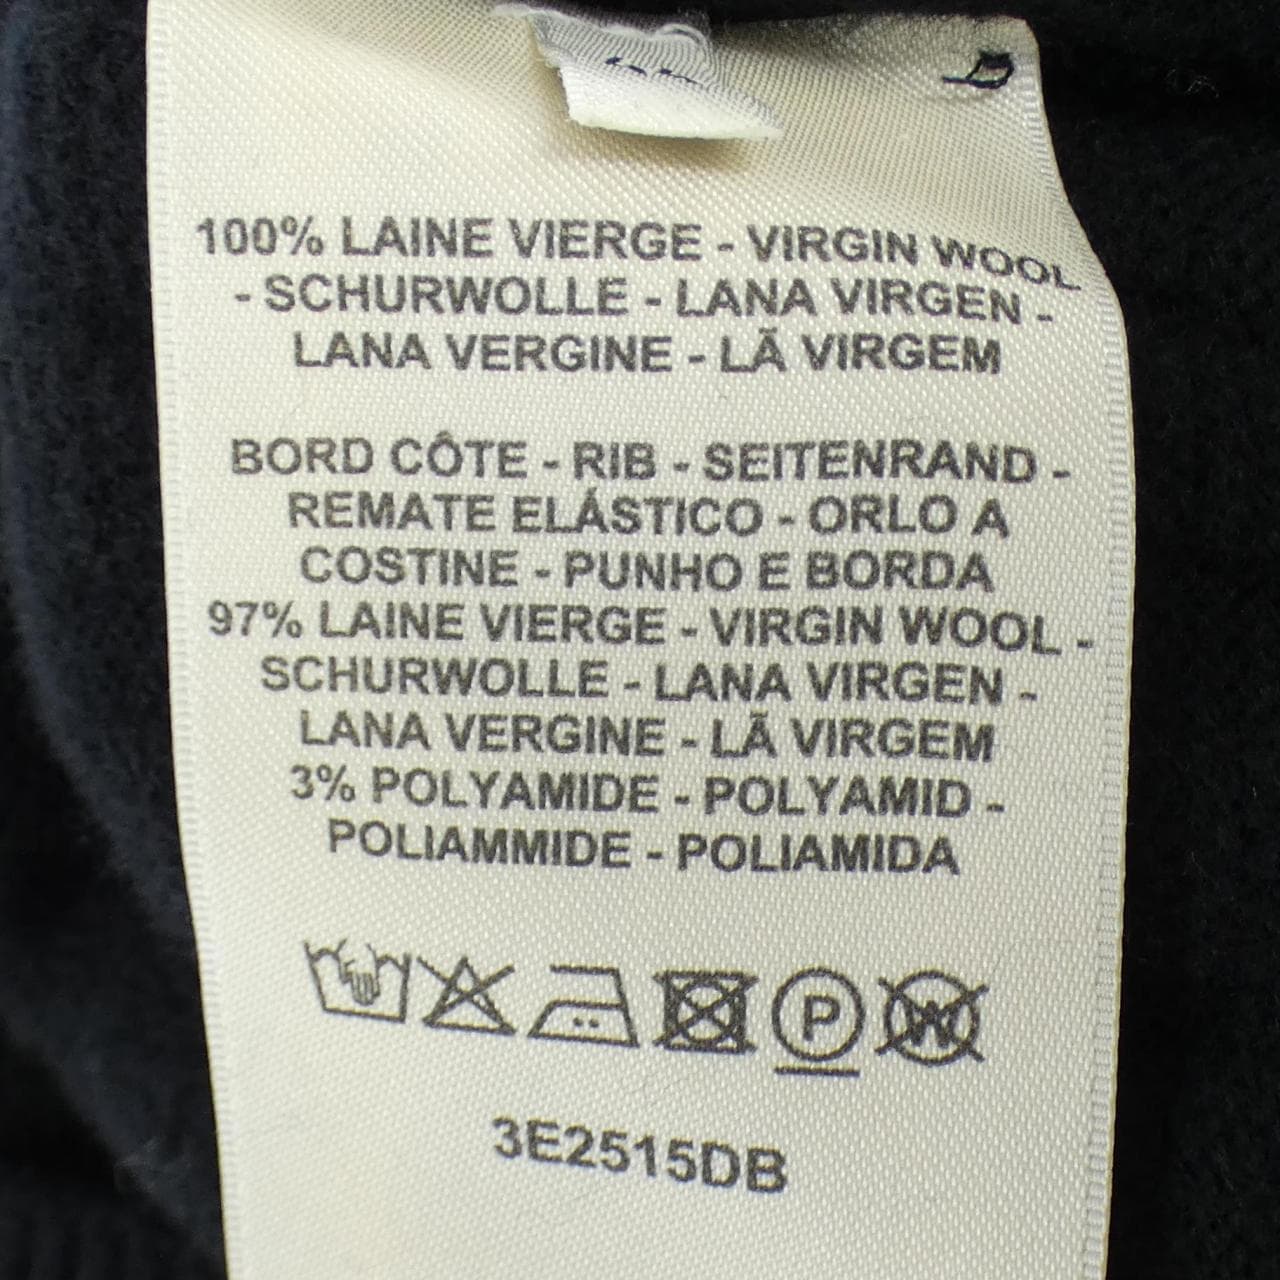 100% LAINE VIERGE - VIRGIN WOOL
- SCHURWOLLE - LANA VIRGEN -
LANA VERGINE - LÃ VIRGEM
BORD CÔTE - RIB - SEITENRAND -
REMATE ELÁSTICO - ORLO A
COSTINE - PUNHO E BORDA
97% LAINE VIERGE - VIRGIN WOOL -
SCHURWOLLE - LANA VIRGEN -
LANA VERGINE - LÃ VIRGEM
3% POLYAMIDE - POLYAMID -
POLIAMMIDE - POLIAMIDA
P W
3E2515DB